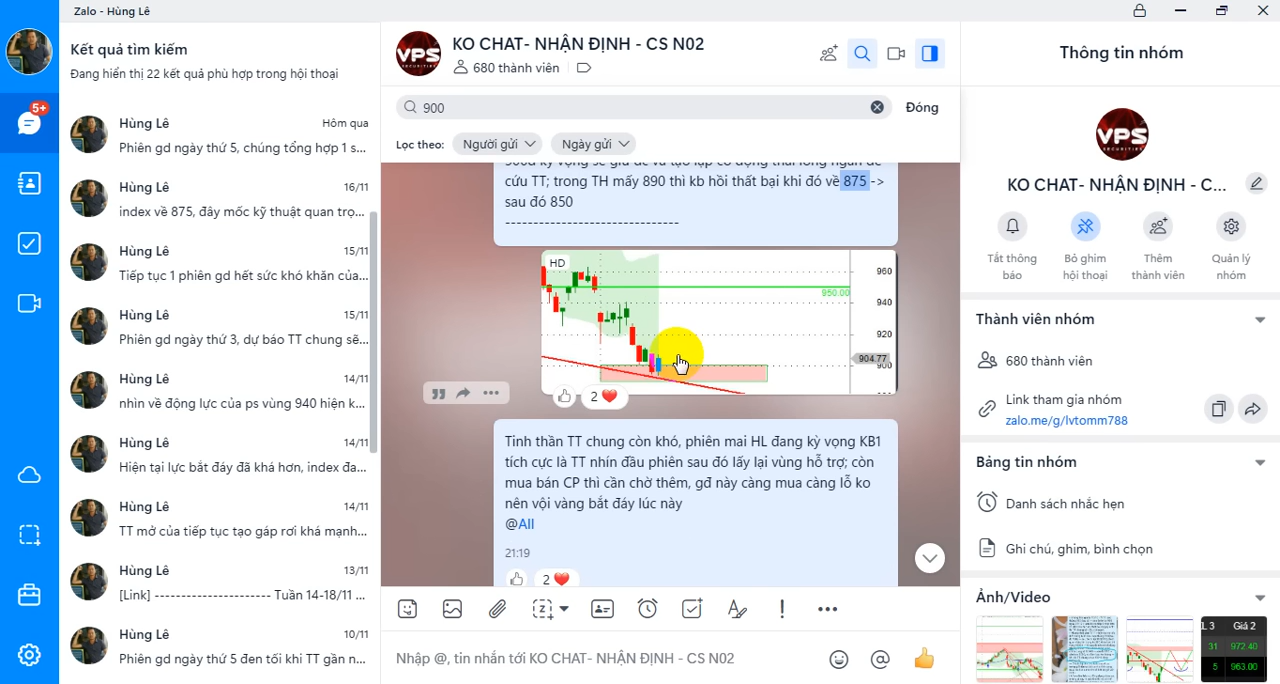 Zalo - Hùng Lê
5+
Kết quả tìm kiếm
Đang hiển thị 22 kết quả phù hợp trong hội thoại
Hùng Lê
Hôm qua
Phiên gd ngày thứ 5, chúng tổng hợp 1 s...
Hùng Lê
16/11
index về 875, đây mốc kỹ thuật quan trọ...
Hùng Lê
15/11
Tiếp tục 1 phiên gd hết sức khó khăn của...
Hùng Lê
15/11
Phiên gd ngày thứ 3, dự báo TT chung sẽ...
Hùng Lê
14/11
nhìn về động lực của ps vùng 940 hiện k...
Hùng Lê
14/11
Hiện tại lực bắt đáy đã khá hơn, index đa...
Hùng Lê
14/11
TT mở của tiếp tục tạo gáp rơi khá mạnh...
Hùng Lê
13/11
[Link] ---------------------- Tuần 14-18/11 ...
Hùng Lê
10/11
Phiên gd ngày thứ 5 đen tối khi TT gần n...
VPS
SECURITIES
KO CHAT- NHẬN ĐỊNH - CS N02
680 thành viên
900
Đóng
Lọc theo:
Người gửi
Ngày gửi
cứu TT; trong TH mấy 890 thì kb hồi thất bại khi đó về 875 ->
sau đó 850
-----------------------------
HD
960
950.00
940
920
904.77
900
2
Tinh thần TT chung còn khó, phiên mai HL đang kỳ vọng KB1
tích cực là TT nhín đầu phiên sau đó lấy lại vùng hỗ trợ; còn
mua bán CP thì cần chờ thêm, gđ này càng mua càng lỗ ko
nên vội vàng bắt đáy lúc này
@All
21:19
2
Nhập @, tin nhắn tới KO CHAT- NHẬN ĐỊNH - CS N02
Thông tin nhóm
VPS
SECURITIES
KO CHAT- NHẬN ĐỊNH - C...
Tắt thông
báo
Bỏ ghim
hội thoại
Thêm
thành viên
Quản lý
nhóm
Thành viên nhóm
680 thành viên
Link tham gia nhóm
zalo.me/g/lvtomm788
Bảng tin nhóm
Danh sách nhắc hẹn
Ghi chú, ghim, bình chọn
Ảnh/Video
L 3 Giá 2
31 972.40
5 963.00